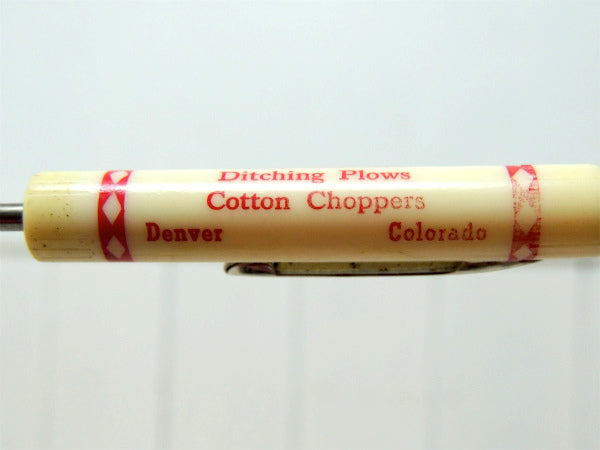 Ditching Plows
Cotton Choppers
Denver Colorado